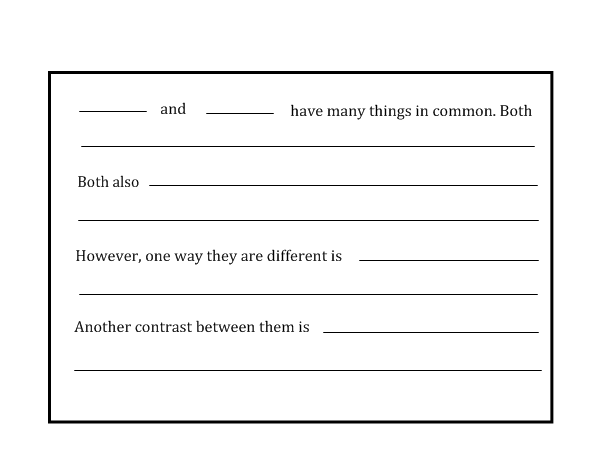 and have many things in common. Both
Both also
However, one way they are different is
Another contrast between them is